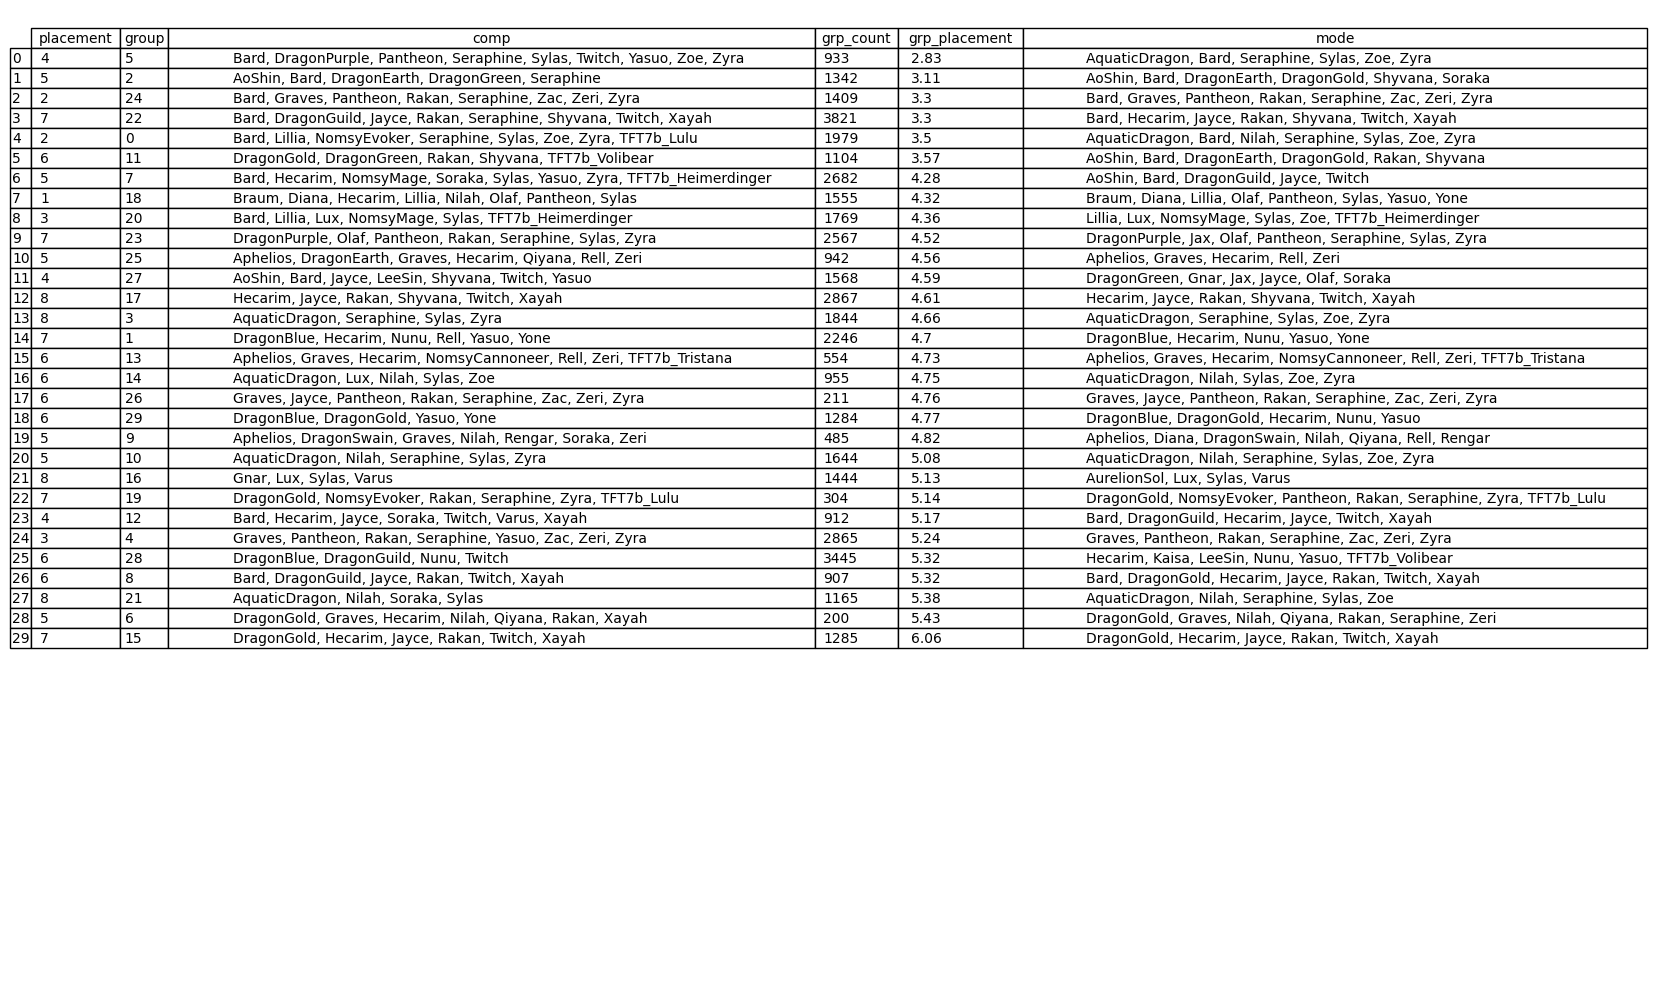 placement group comp grp_count grp_placement mode
0 4 5 Bard, DragonPurple, Pantheon, Seraphine, Sylas, Twitch, Yasuo, Zoe, Zyra 933 2.83 AquaticDragon, Bard, Seraphine, Sylas, Zoe, Zyra
1 5 2 AoShin, Bard, DragonEarth, DragonGreen, Seraphine 1342 3.11 AoShin, Bard, DragonEarth, DragonGold, Shyvana, Soraka
2 2 24 Bard, Graves, Pantheon, Rakan, Seraphine, Zac, Zeri, Zyra 1409 3.3 Bard, Graves, Pantheon, Rakan, Seraphine, Zac, Zeri, Zyra
3 7 22 Bard, DragonGuild, Jayce, Rakan, Seraphine, Shyvana, Twitch, Xayah 3821 3.3 Bard, Hecarim, Jayce, Rakan, Shyvana, Twitch, Xayah
4 2 0 Bard, Lillia, NomsyEvoker, Seraphine, Sylas, Zoe, Zyra, TFT7b_Lulu 1979 3.5 AquaticDragon, Bard, Nilah, Seraphine, Sylas, Zoe, Zyra
5 6 11 DragonGold, DragonGreen, Rakan, Shyvana, TFT7b_Volibear 1104 3.57 AoShin, Bard, DragonEarth, DragonGold, Rakan, Shyvana
6 5 7 Bard, Hecarim, NomsyMage, Soraka, Sylas, Yasuo, Zyra, TFT7b_Heimerdinger 2682 4.28 AoShin, Bard, DragonGuild, Jayce, Twitch
7 1 18 Braum, Diana, Hecarim, Lillia, Nilah, Olaf, Pantheon, Sylas 1555 4.32 Braum, Diana, Lillia, Olaf, Pantheon, Sylas, Yasuo, Yone
8 3 20 Bard, Lillia, Lux, NomsyMage, Sylas, TFT7b_Heimerdinger 1769 4.36 Lillia, Lux, NomsyMage, Sylas, Zoe, TFT7b_Heimerdinger
9 7 23 DragonPurple, Olaf, Pantheon, Rakan, Seraphine, Sylas, Zyra 2567 4.52 DragonPurple, Jax, Olaf, Pantheon, Seraphine, Sylas, Zyra
10 5 25 Aphelios, DragonEarth, Graves, Hecarim, Qiyana, Rell, Zeri 942 4.56 Aphelios, Graves, Hecarim, Rell, Zeri
11 4 27 AoShin, Bard, Jayce, LeeSin, Shyvana, Twitch, Yasuo 1568 4.59 DragonGreen, Gnar, Jax, Jayce, Olaf, Soraka
12 8 17 Hecarim, Jayce, Rakan, Shyvana, Twitch, Xayah 2867 4.61 Hecarim, Jayce, Rakan, Shyvana, Twitch, Xayah
13 8 3 AquaticDragon, Seraphine, Sylas, Zyra 1844 4.66 AquaticDragon, Seraphine, Sylas, Zoe, Zyra
14 7 1 DragonBlue, Hecarim, Nunu, Rell, Yasuo, Yone 2246 4.7 DragonBlue, Hecarim, Nunu, Yasuo, Yone
15 6 13 Aphelios, Graves, Hecarim, NomsyCannoneer, Rell, Zeri, TFT7b_Tristana 554 4.73 Aphelios, Graves, Hecarim, NomsyCannoneer, Rell, Zeri, TFT7b_Tristana
16 6 14 AquaticDragon, Lux, Nilah, Sylas, Zoe 955 4.75 AquaticDragon, Nilah, Sylas, Zoe, Zyra
17 6 26 Graves, Jayce, Pantheon, Rakan, Seraphine, Zac, Zeri, Zyra 211 4.76 Graves, Jayce, Pantheon, Rakan, Seraphine, Zac, Zeri, Zyra
18 6 29 DragonBlue, DragonGold, Yasuo, Yone 1284 4.77 DragonBlue, DragonGold, Hecarim, Nunu, Yasuo
19 5 9 Aphelios, DragonSwain, Graves, Nilah, Rengar, Soraka, Zeri 485 4.82 Aphelios, Diana, DragonSwain, Nilah, Qiyana, Rell, Rengar
20 5 10 AquaticDragon, Nilah, Seraphine, Sylas, Zyra 1644 5.08 AquaticDragon, Nilah, Seraphine, Sylas, Zoe, Zyra
21 8 16 Gnar, Lux, Sylas, Varus 1444 5.13 AurelionSol, Lux, Sylas, Varus
22 7 19 DragonGold, NomsyEvoker, Rakan, Seraphine, Zyra, TFT7b_Lulu 304 5.14 DragonGold, NomsyEvoker, Pantheon, Rakan, Seraphine, Zyra, TFT7b_Lulu
23 4 12 Bard, Hecarim, Jayce, Soraka, Twitch, Varus, Xayah 912 5.17 Bard, DragonGuild, Hecarim, Jayce, Twitch, Xayah
24 3 4 Graves, Pantheon, Rakan, Seraphine, Yasuo, Zac, Zeri, Zyra 2865 5.24 Graves, Pantheon, Rakan, Seraphine, Zac, Zeri, Zyra
25 6 28 DragonBlue, DragonGuild, Nunu, Twitch 3445 5.32 Hecarim, Kaisa, LeeSin, Nunu, Yasuo, TFT7b_Volibear
26 6 8 Bard, DragonGuild, Jayce, Rakan, Twitch, Xayah 907 5.32 Bard, DragonGold, Hecarim, Jayce, Rakan, Twitch, Xayah
27 8 21 AquaticDragon, Nilah, Soraka, Sylas 1165 5.38 AquaticDragon, Nilah, Seraphine, Sylas, Zoe
28 5 6 DragonGold, Graves, Hecarim, Nilah, Qiyana, Rakan, Xayah 200 5.43 DragonGold, Graves, Nilah, Qiyana, Rakan, Seraphine, Zeri
29 7 15 DragonGold, Hecarim, Jayce, Rakan, Twitch, Xayah 1285 6.06 DragonGold, Hecarim, Jayce, Rakan, Twitch, Xayah